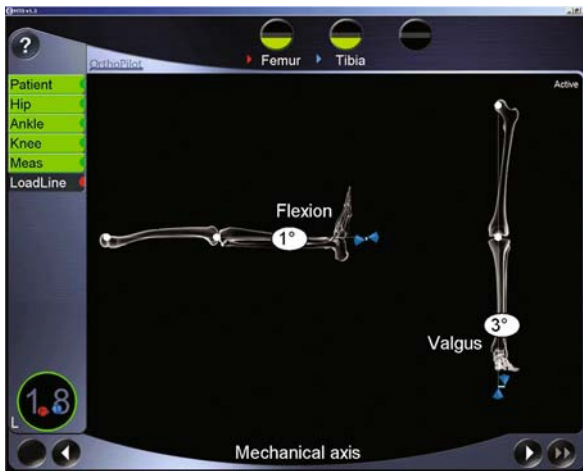 ?
Femur Tibia
OrthoPilot
Patient
Active
Hip
Ankle
Knee
Meas
LoadLine
Flexion
1°
3°
Valgus
1.8
L
Mechanical axis